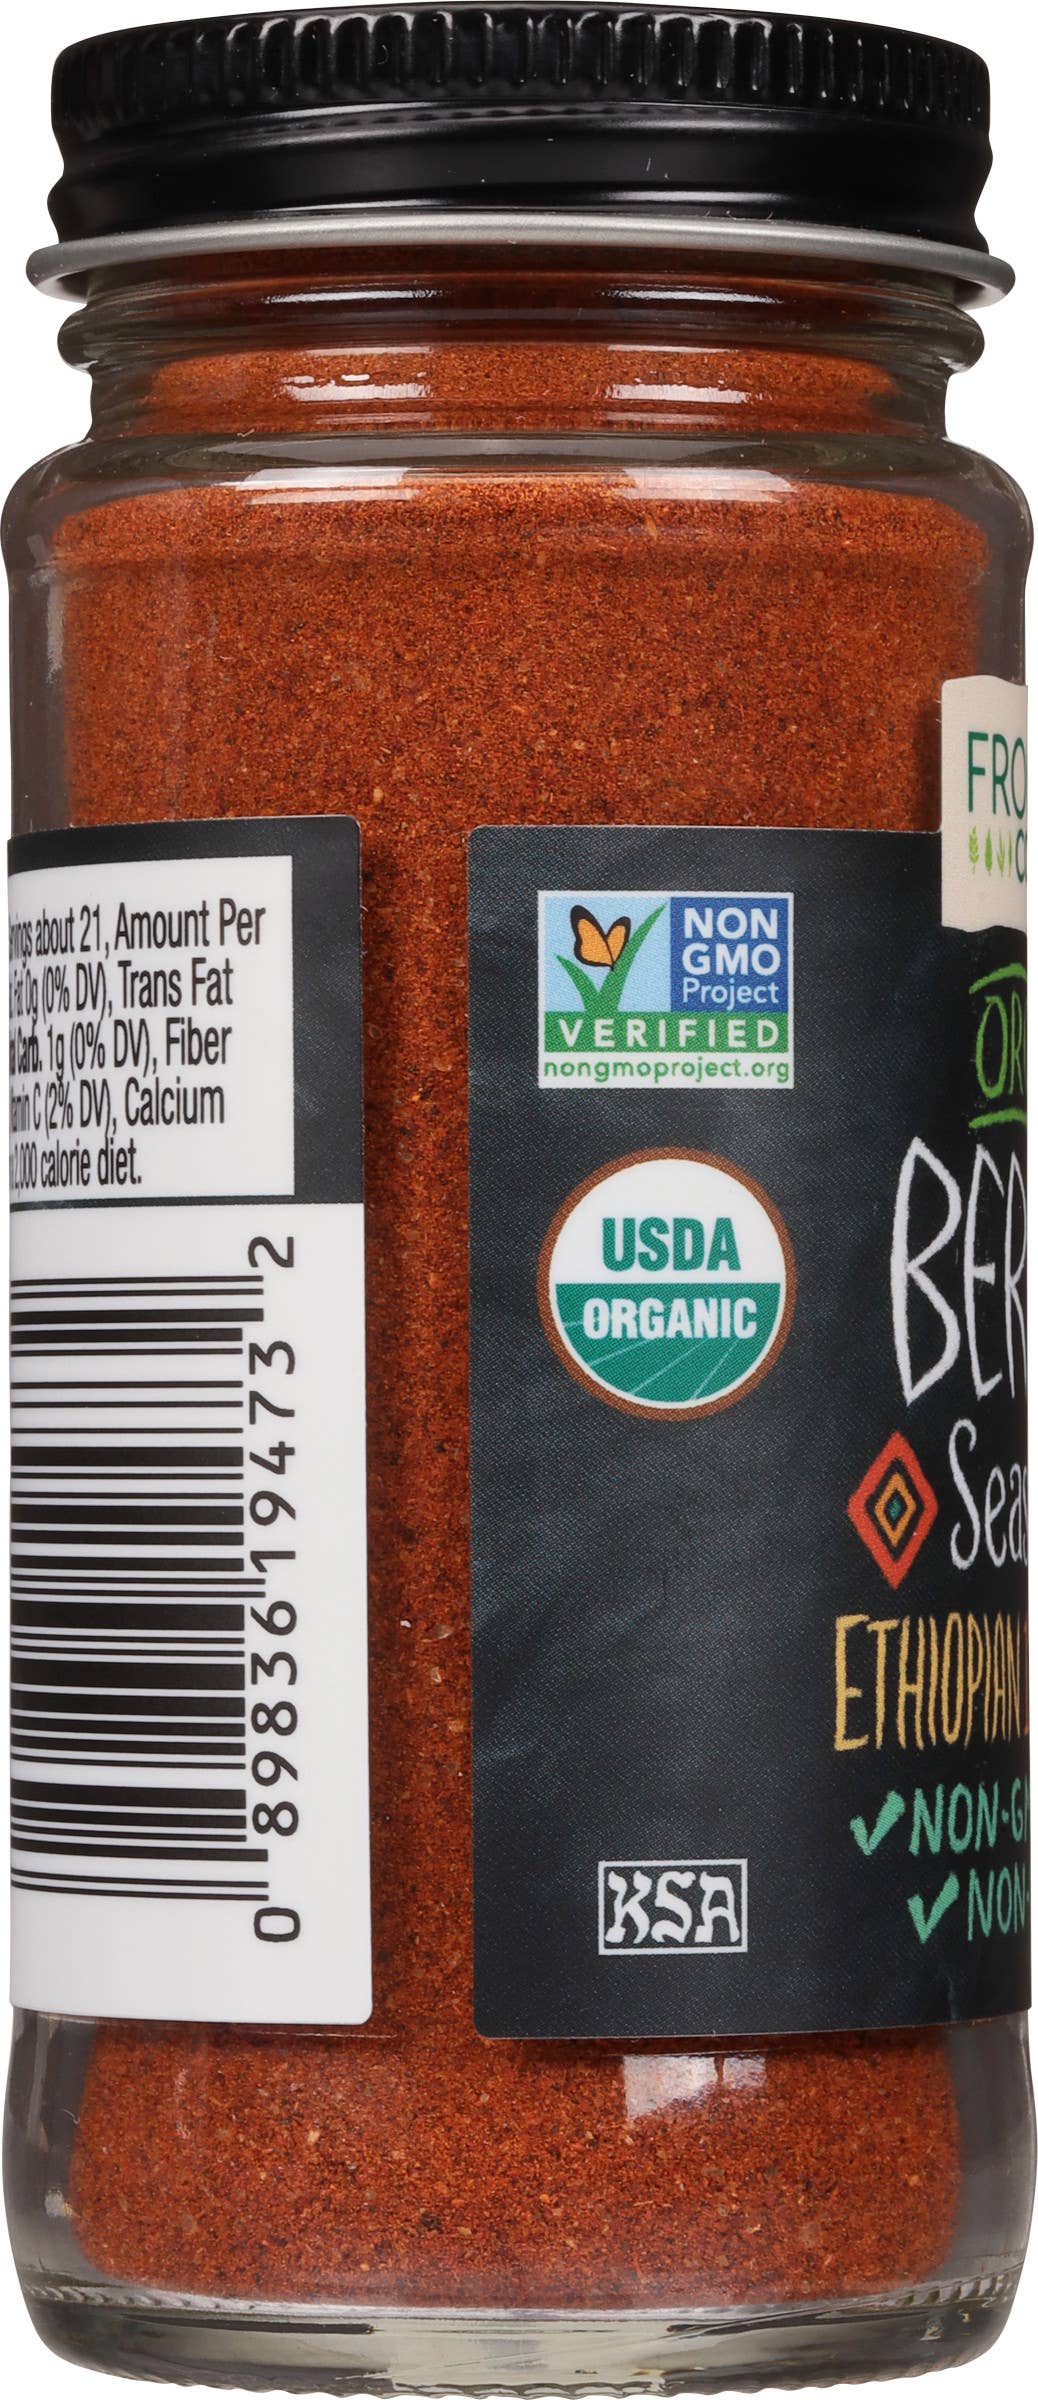 about 21, Amount Per
Fat 0g (0% DV), Trans Fat
Carb. 1g (0% DV), Fiber
C (2% DV), Calcium
2,000 calorie diet.
0 89836 19473 2
NON
GMO
Project
VERIFIED
nongmoproject.org
USDA
ORGANIC
KSA
FRO
BER
Seas
ETHIOPIAN
✓NON-G
✓NON-